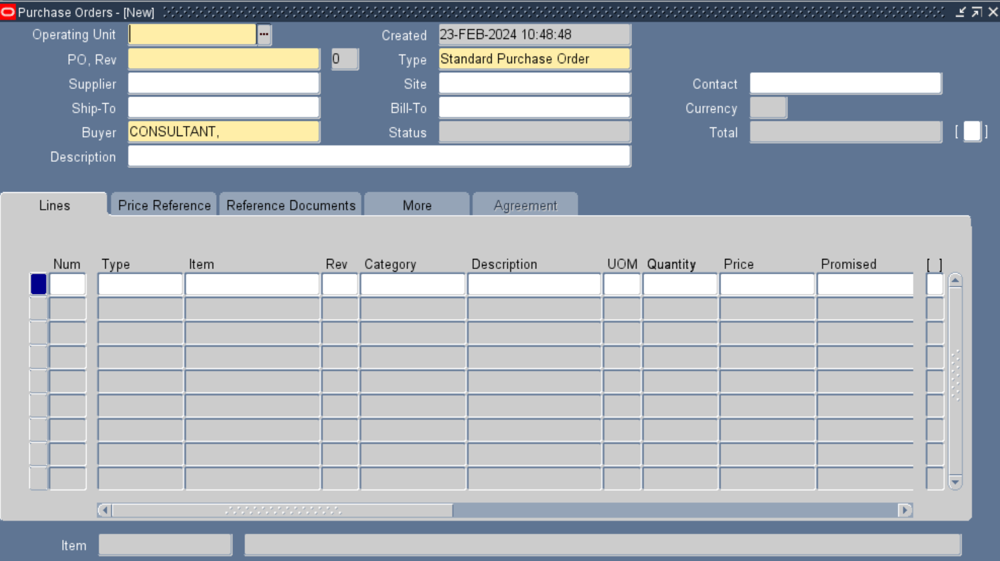 Purchase Orders - [New]
Operating Unit ... Created 23-FEB-2024 10:48:48
PO, Rev 0 Type Standard Purchase Order
Supplier Site Contact
Ship-To Bill-To Currency
Buyer CONSULTANT, Status Total [ ]
Description
Lines Price Reference Reference Documents More Agreement
Num Type Item Rev Category Description UOM Quantity Price Promised [ ]
Item